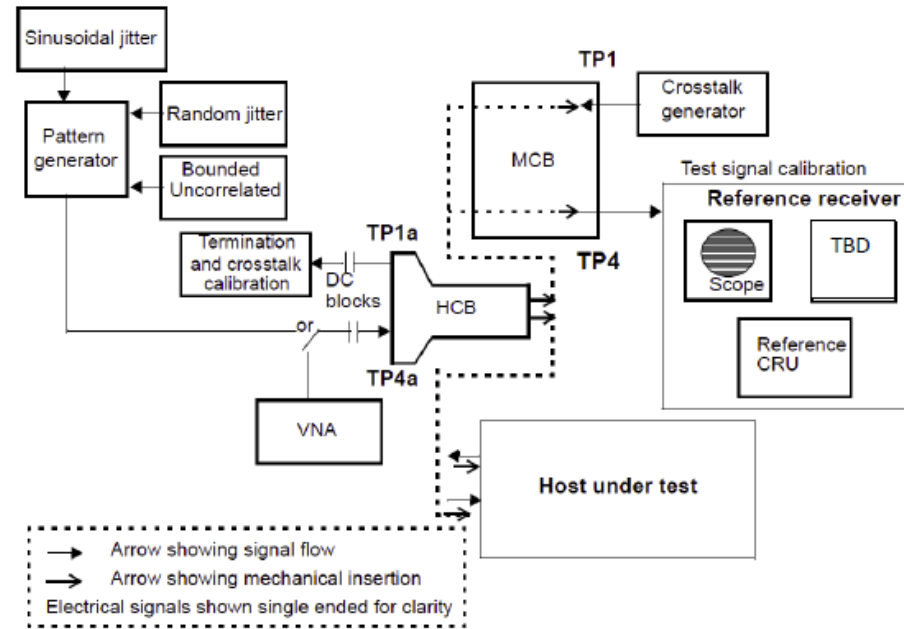 Sinusoidal jitter
Pattern
generator
Random jitter
Bounded
Uncorrelated
Termination
and crosstalk
calibration
TP1a
DC
blocks
or
HCB
TP4a
VNA
TP1
MCB
Crosstalk
generator
TP4
Test signal calibration
Reference receiver
Scope
TBD
Reference
CRU
Host under test
Arrow showing signal flow
Arrow showing mechanical insertion
Electrical signals shown single ended for clarity